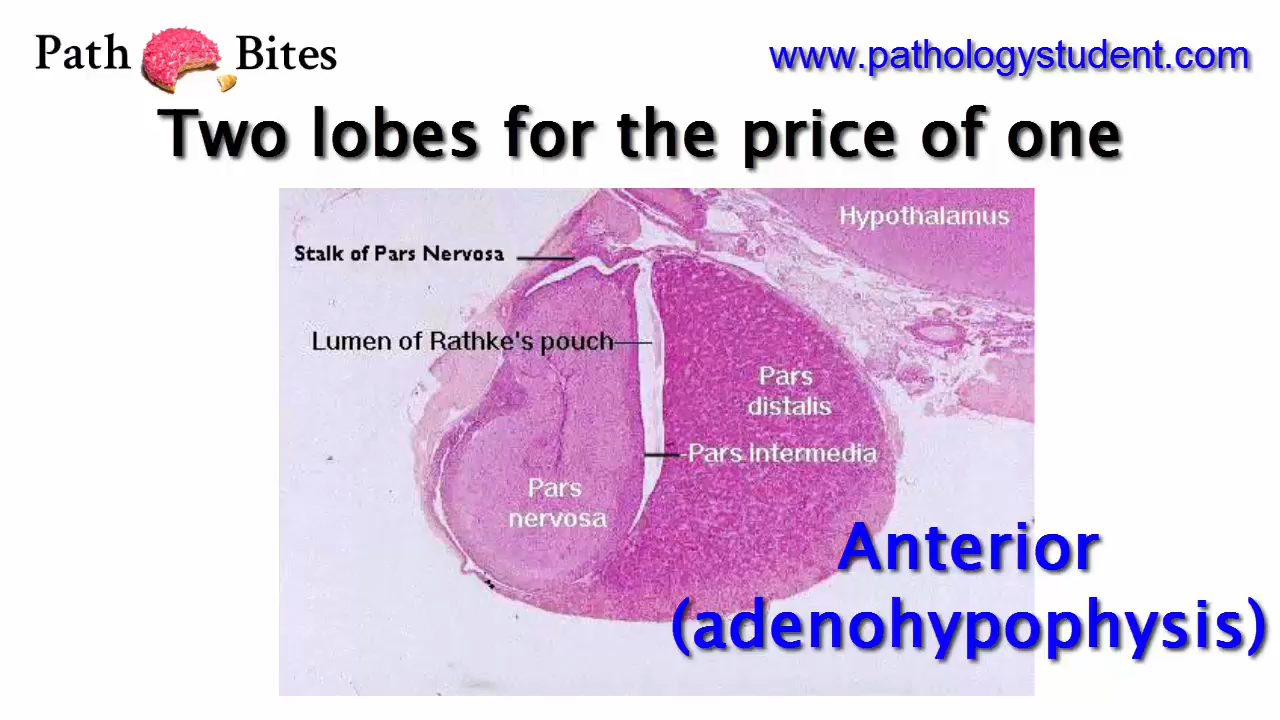 Path Bites
www.pathologystudent.com
Two lobes for the price of one
Hypothalamus
Stalk of Pars Nervosa
Lumen of Rathke's pouch
Pars
distalis
Pars Intermedia
Pars
nervosa
Anterior
(adenohypophysis)